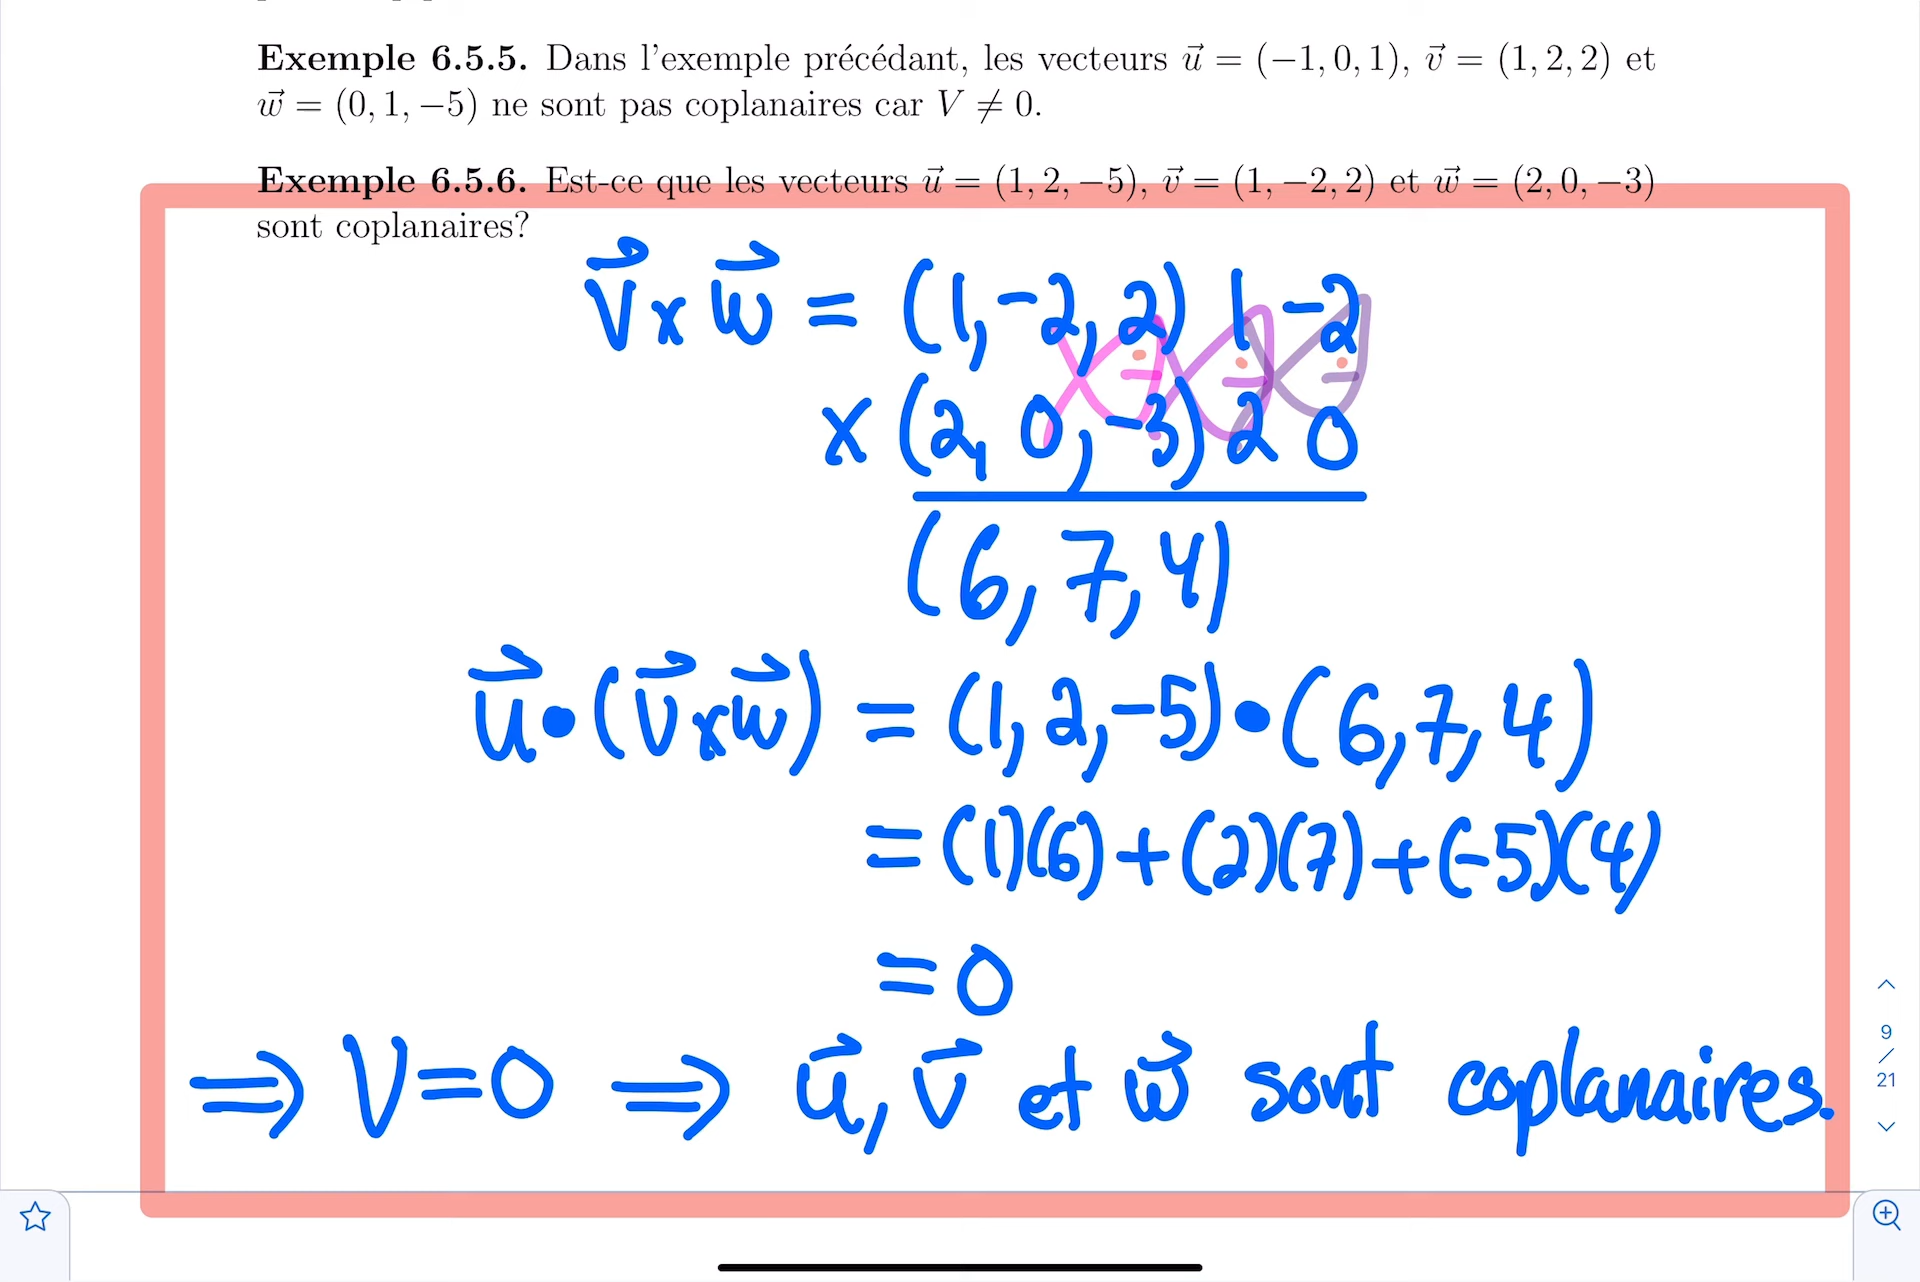 Exemple 6.5.5. Dans l'exemple précédant, les vecteurs u⃗ = (−1, 0, 1), v⃗ = (1, 2, 2) et
w⃗ = (0, 1, −5) ne sont pas coplanaires car V ≠ 0.
Exemple 6.5.6. Est-ce que les vecteurs u⃗ = (1, 2, −5), v⃗ = (1, −2, 2) et w⃗ = (2, 0, −3)
sont coplanaires?
v⃗ x w⃗ = (1, −2, 2) 1 −2
x (2, 0, −3) 2 0
(6, 7, 4)
u⃗ • (v⃗ x w⃗) = (1, 2, −5) • (6, 7, 4)
= (1)(6) + (2)(7) + (−5)(4)
= 0
⇒ V = 0 ⇒ u⃗, v⃗ et w⃗ sont coplanaires.
9
/
21